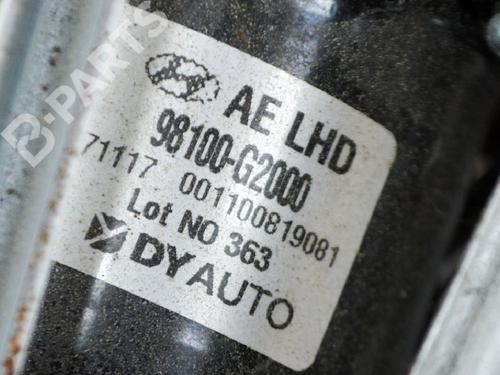 B-PARTS
AE LHD
98100-G2000
71117 001100819081
Lot NO 363
DYAUTO